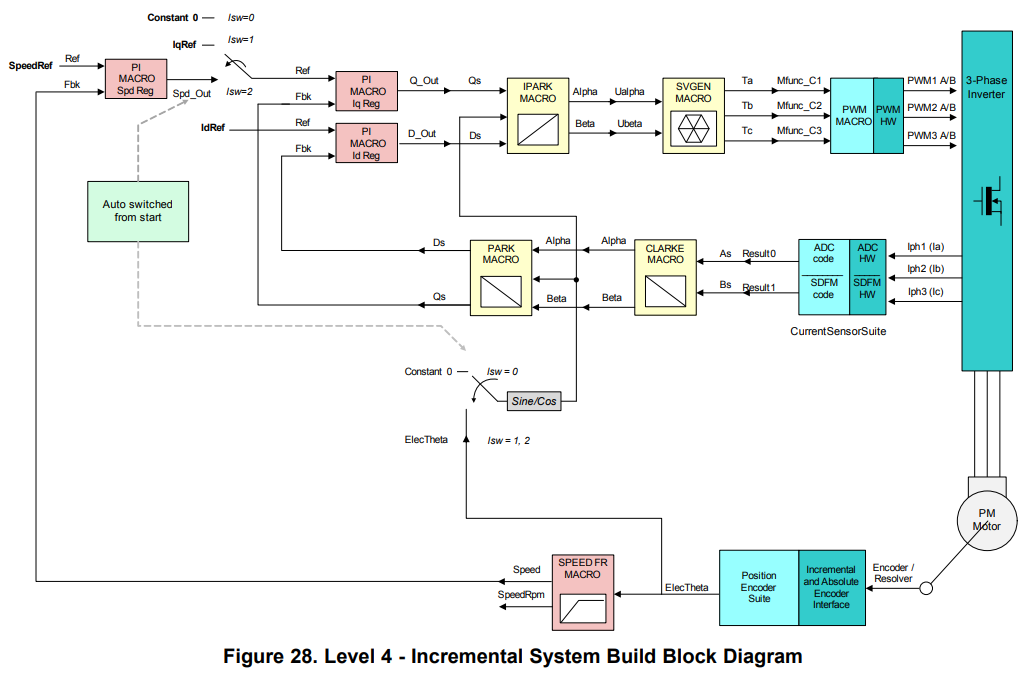 Constant 0
lsw=0
IqRef
lsw=1
SpeedRef
Ref
Fbk
PI
MACRO
Spd Reg
Spd_Out
lsw=2
Ref
Fbk
PI
MACRO
Iq Reg
Q_Out
Qs
IdRef
Ref
Fbk
PI
MACRO
Id Reg
D_Out
Ds
IPARK
MACRO
Alpha
Ualpha
Beta
Ubeta
SVGEN
MACRO
Ta
Mfunc_C1
Tb
Mfunc_C2
Tc
Mfunc_C3
PWM
MACRO
PWM
HW
PWM1 A/B
PWM2 A/B
PWM3 A/B
3-Phase
Inverter
Auto switched
from start
Ds
Qs
PARK
MACRO
Alpha
Alpha
Beta
Beta
CLARKE
MACRO
As
Result0
Bs
Result1
ADC
code
SDFM
code
ADC
HW
SDFM
HW
Iph1 (Ia)
Iph2 (Ib)
Iph3 (Ic)
CurrentSensorSuite
Constant 0
lsw = 0
Sine/Cos
ElecTheta
lsw = 1, 2
PM
Motor
Speed
SpeedRpm
SPEED FR
MACRO
ElecTheta
Position
Encoder
Suite
Incremental
and Absolute
Encoder
Interface
Encoder /
Resolver
Figure 28. Level 4 - Incremental System Build Block Diagram